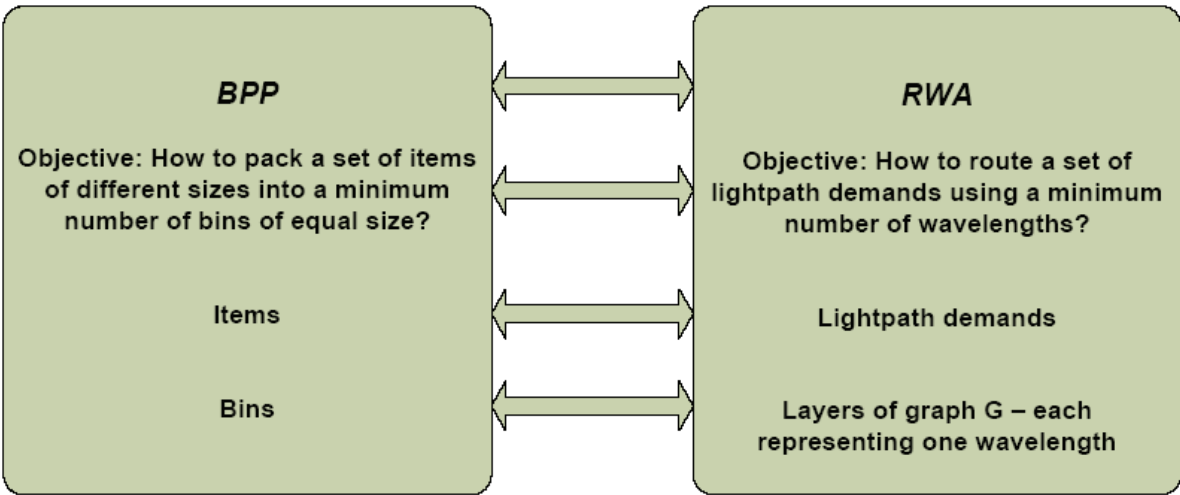 BPP
Objective: How to pack a set of items
of different sizes into a minimum
number of bins of equal size?
Items
Bins
RWA
Objective: How to route a set of
lightpath demands using a minimum
number of wavelengths?
Lightpath demands
Layers of graph G – each
representing one wavelength